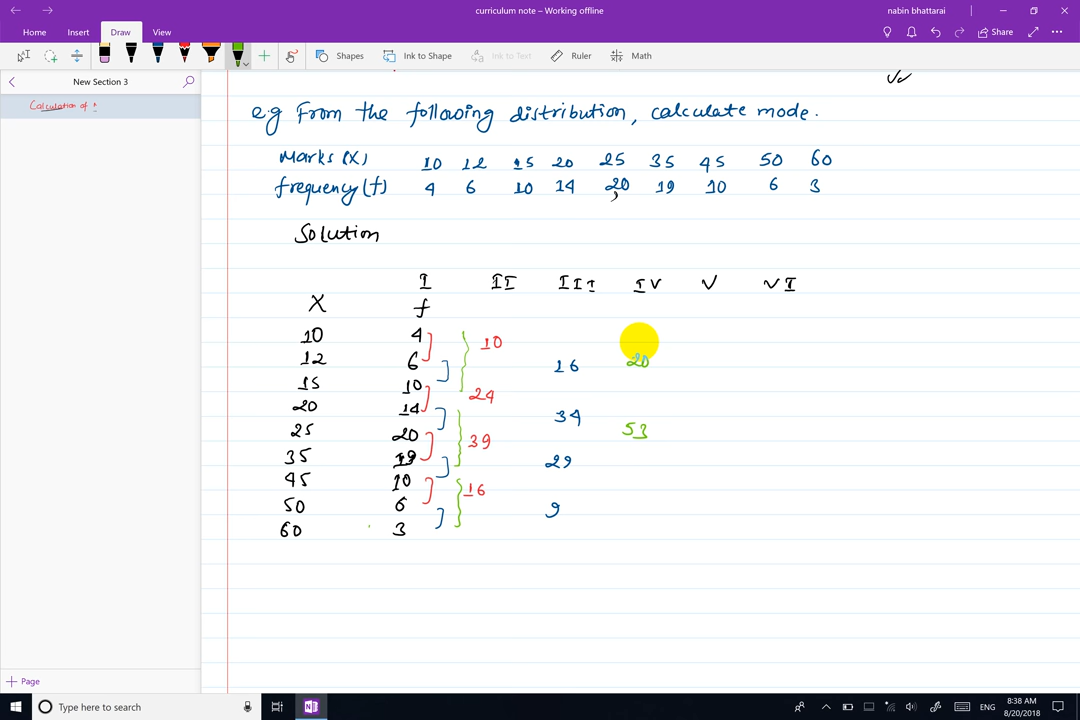 curriculum note – Working offline
nabin bhattarai
Home Insert Draw View
Share
Shapes Ink to Shape Ink to Text Ruler Math
New Section 3
Calculation of
e.g From the following distribution, calculate mode.
Marks (X) 10 12 15 20 25 35 45 50 60
frequency (f) 4 6 10 14 20 19 10 6 3
Solution
I II III IV V VI
X f
10 4 10
12 6 16 20
15 10 24
20 14 34
25 20 39 53
35 19 29
45 10 16
50 6 9
60 3
Page
Type here to search
ENG
8:38 AM
8/20/2018